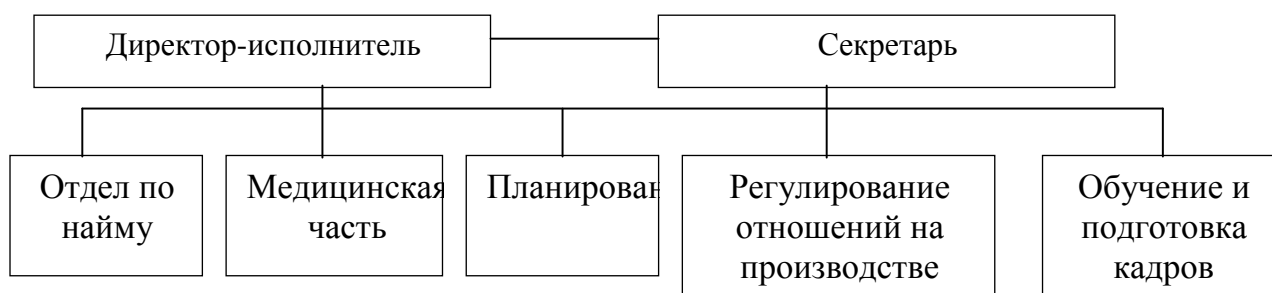 Директор-исполнитель
Секретарь
Отдел по
найму
Медицинская
часть
Планирован
Регулирование
отношений на
производстве
Обучение и
подготовка
кадров